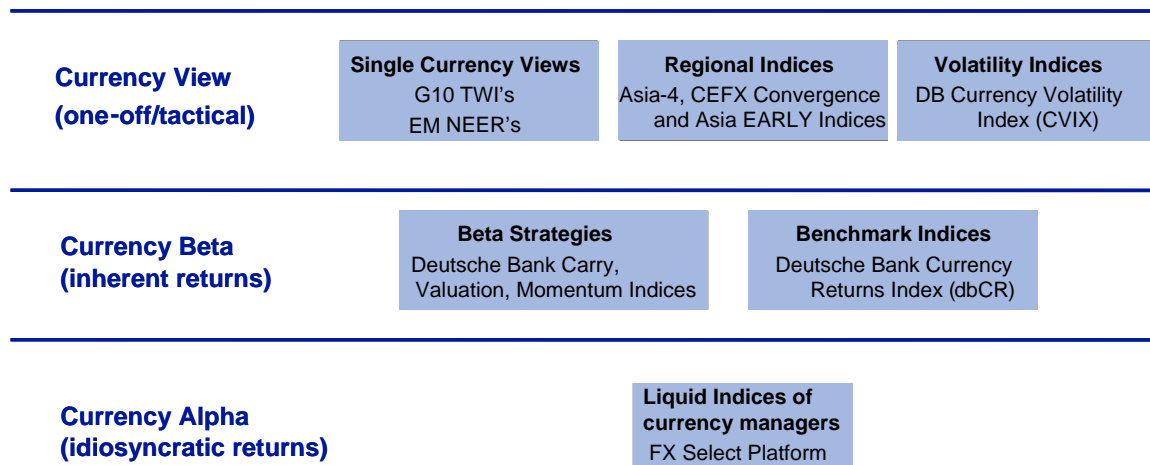 Currency View
(one-off/tactical)
Single Currency Views
G10 TWI's
EM NEER's
Regional Indices
Asia-4, CEFX Convergence
and Asia EARLY Indices
Volatility Indices
DB Currency Volatility
Index (CVIX)
Currency Beta
(inherent returns)
Beta Strategies
Deutsche Bank Carry,
Valuation, Momentum Indices
Benchmark Indices
Deutsche Bank Currency
Returns Index (dbCR)
Currency Alpha
(idiosyncratic returns)
Liquid Indices of
currency managers
FX Select Platform